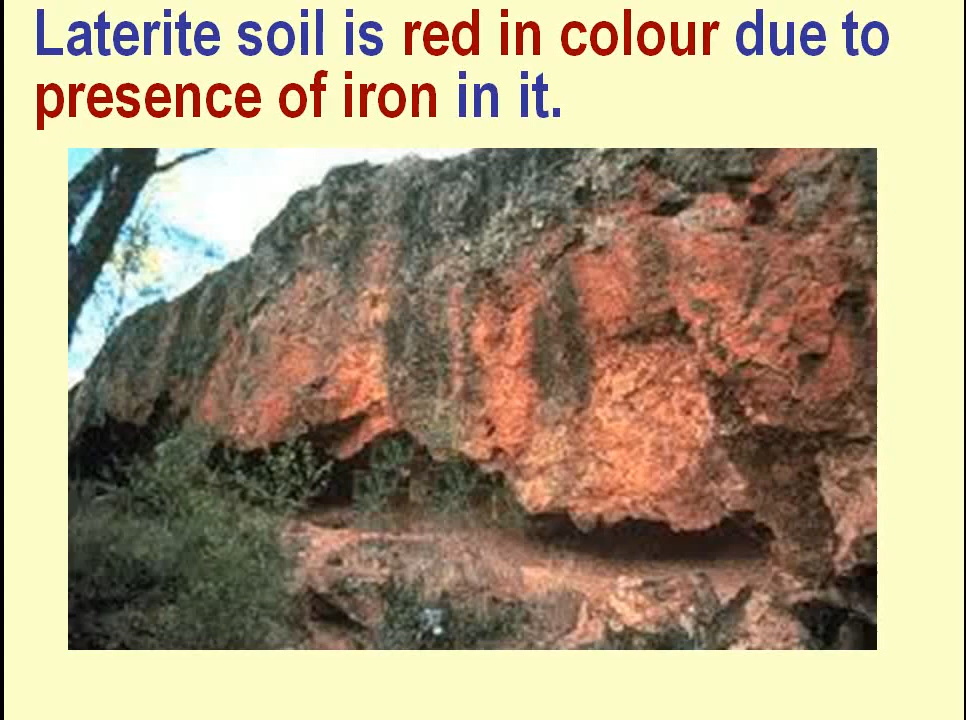 Laterite soil is red in colour due to
presence of iron in it.